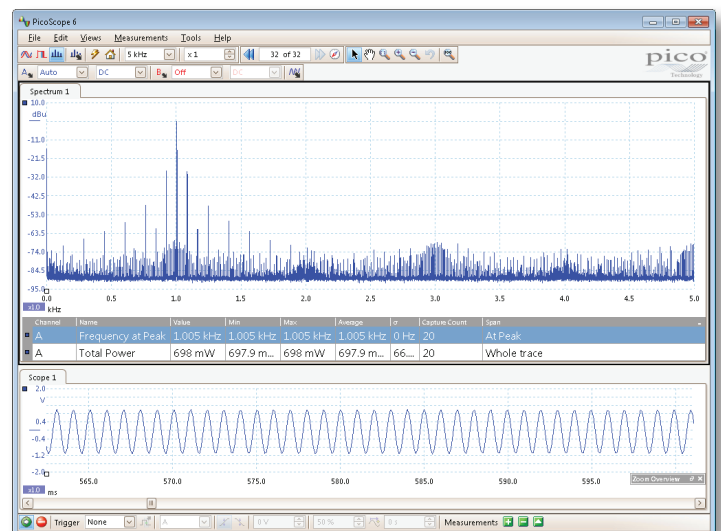 PicoScope 6
File Edit Views Measurements Tools Help
5 kHz x 1 32 of 32
pico
Technology
A Auto DC B Off DC
Spectrum 1
10.0
dBu
-11.0
-21.5
-32.0
-42.5
-53.0
-63.5
-74.0
-84.5
-95.0
0.0 0.5 1.0 1.5 2.0 2.5 3.0 3.5 4.0 4.5 5.0
x1.0 kHz
Channel Name Value Min Max Average σ Capture Count Span
A Frequency at Peak 1.005 kHz 1.005 kHz 1.005 kHz 1.005 kHz 0 Hz 20 At Peak
A Total Power 698 mW 697.9 m... 698 mW 697.9 m... 66.... 20 Whole trace
Scope 1
2.0
V
0.4
-0.4
-1.2
-2.0
565.0 570.0 575.0 580.0 585.0 590.0 595.0
Zoom Overview
x1.0 ms
Trigger None A 0 V 50 % 0 s Measurements